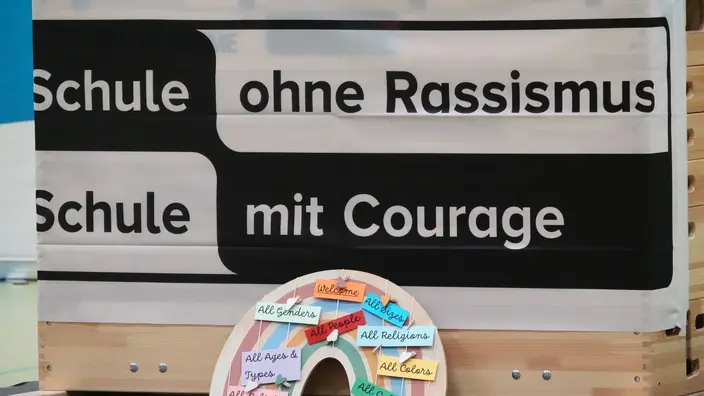 Schule ohne Rassismus
Schule mit Courage
Welcome
All Genders
All Sizes
All People
All Religions
All Ages &
Types
All Colors
All